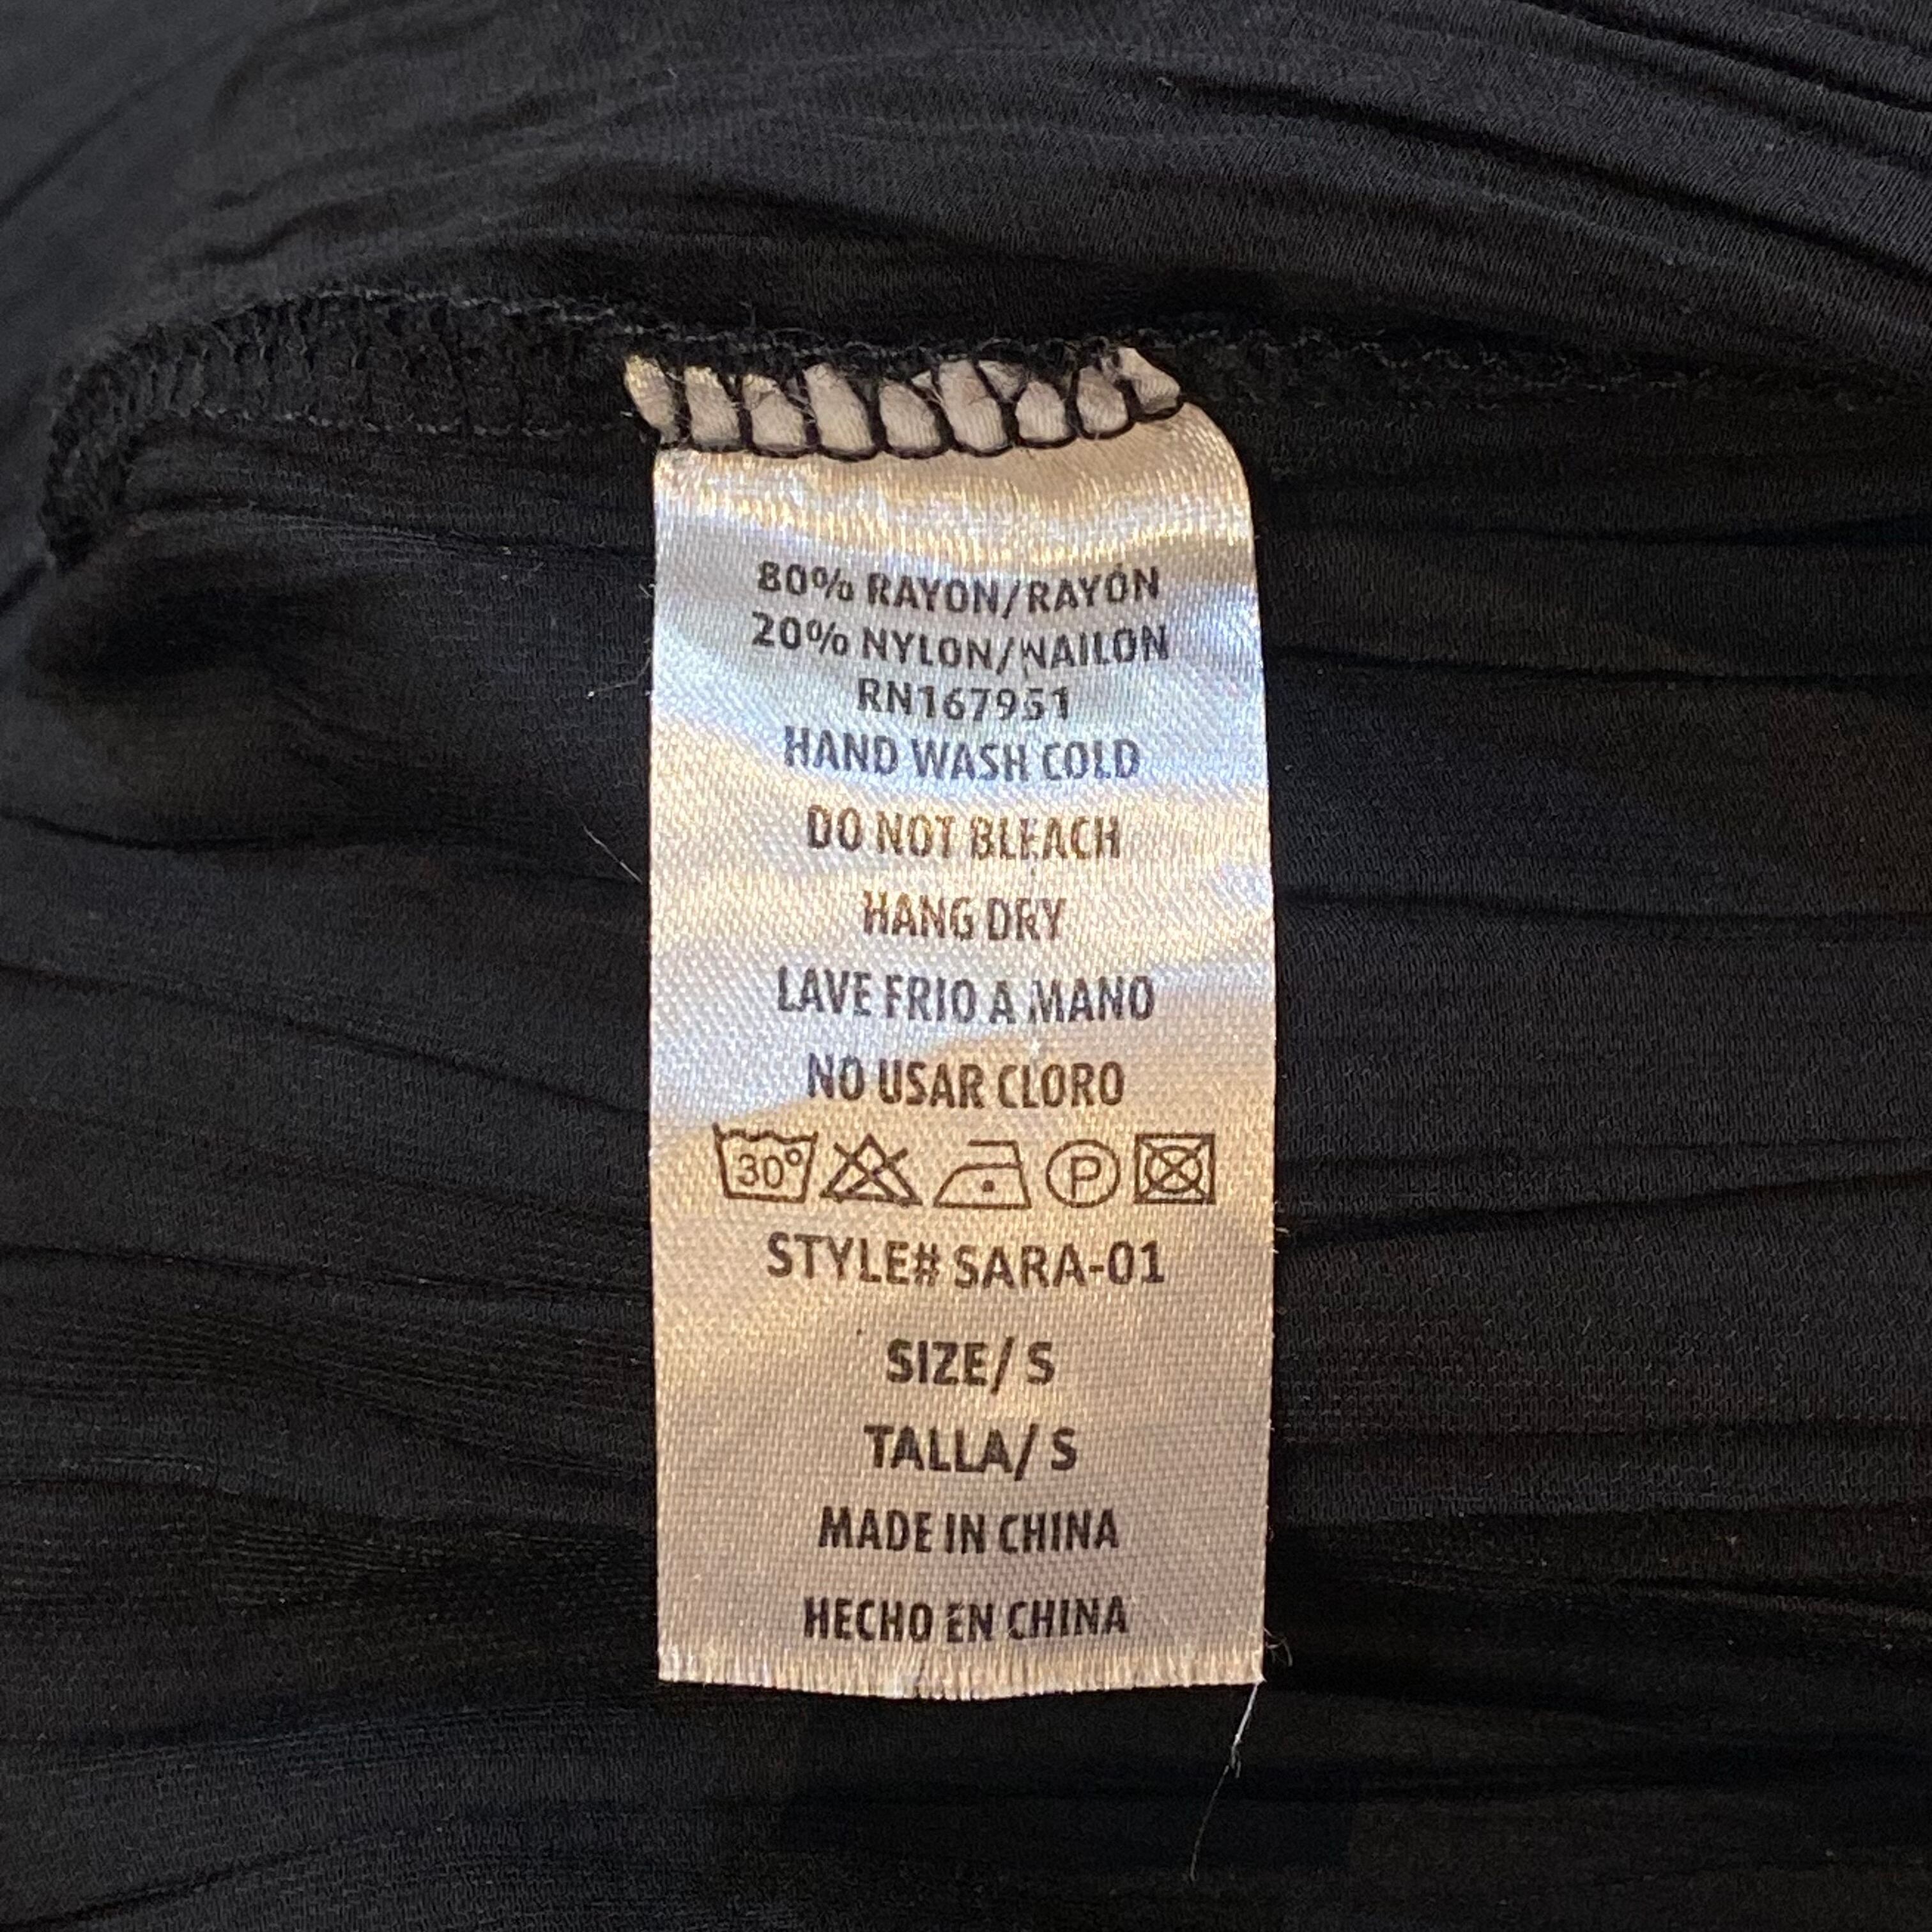 80% RAYON/RAYÓN
20% NYLON/NAILON
RN167951
HAND WASH COLD
DO NOT BLEACH
HANG DRY
LAVE FRIO A MANO
NO USAR CLORO
30° P
STYLE# SARA-01
SIZE/ S
TALLA/ S
MADE IN CHINA
HECHO EN CHINA